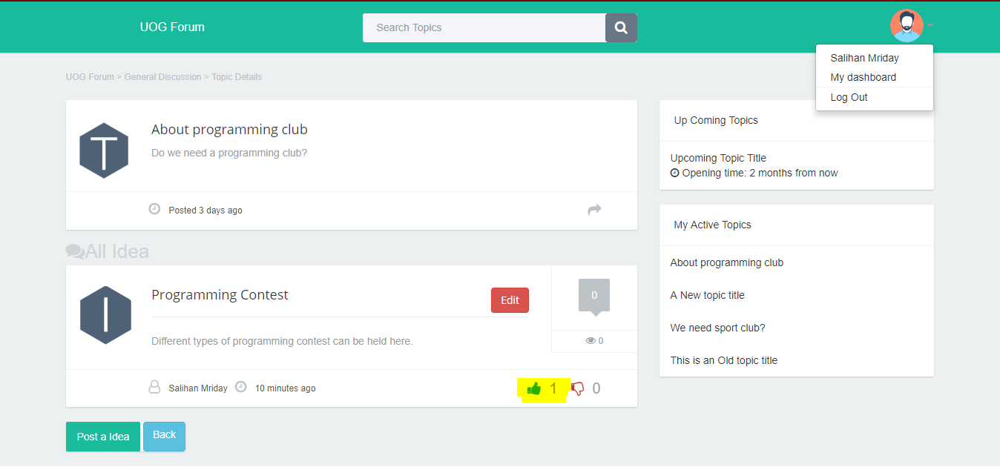 UOG Forum
Search Topics
Salihan Mriday
My dashboard
Log Out
UOG Forum > General Discussion > Topic Details
T
About programming club
Do we need a programming club?
Posted 3 days ago
All Idea
I
Programming Contest
Edit
0
Different types of programming contest can be held here.
0
Salihan Mriday
10 minutes ago
1
0
Post a Idea
Back
Up Coming Topics
Upcoming Topic Title
Opening time: 2 months from now
My Active Topics
About programming club
A New topic title
We need sport club?
This is an Old topic title